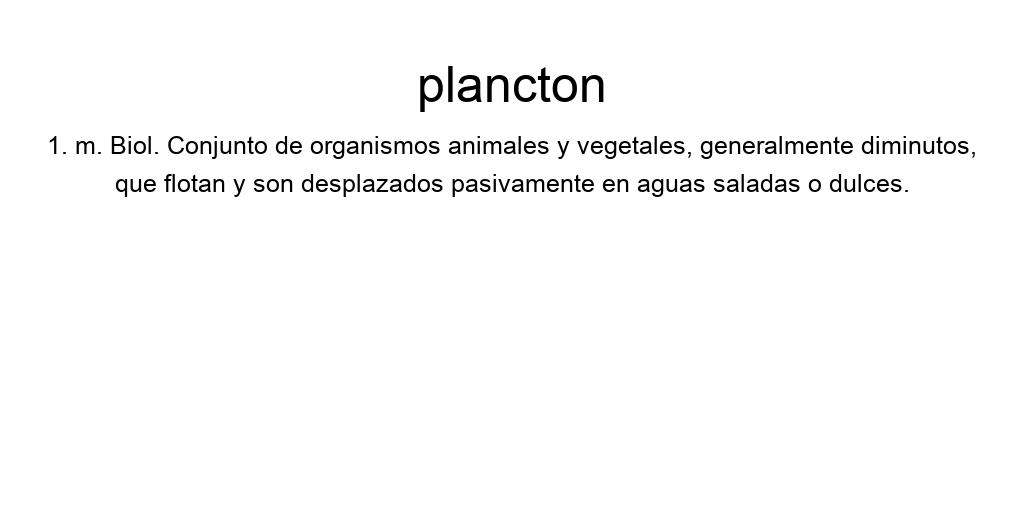 plancton
1. m. Biol. Conjunto de organismos animales y vegetales, generalmente diminutos,
que flotan y son desplazados pasivamente en aguas saladas o dulces.